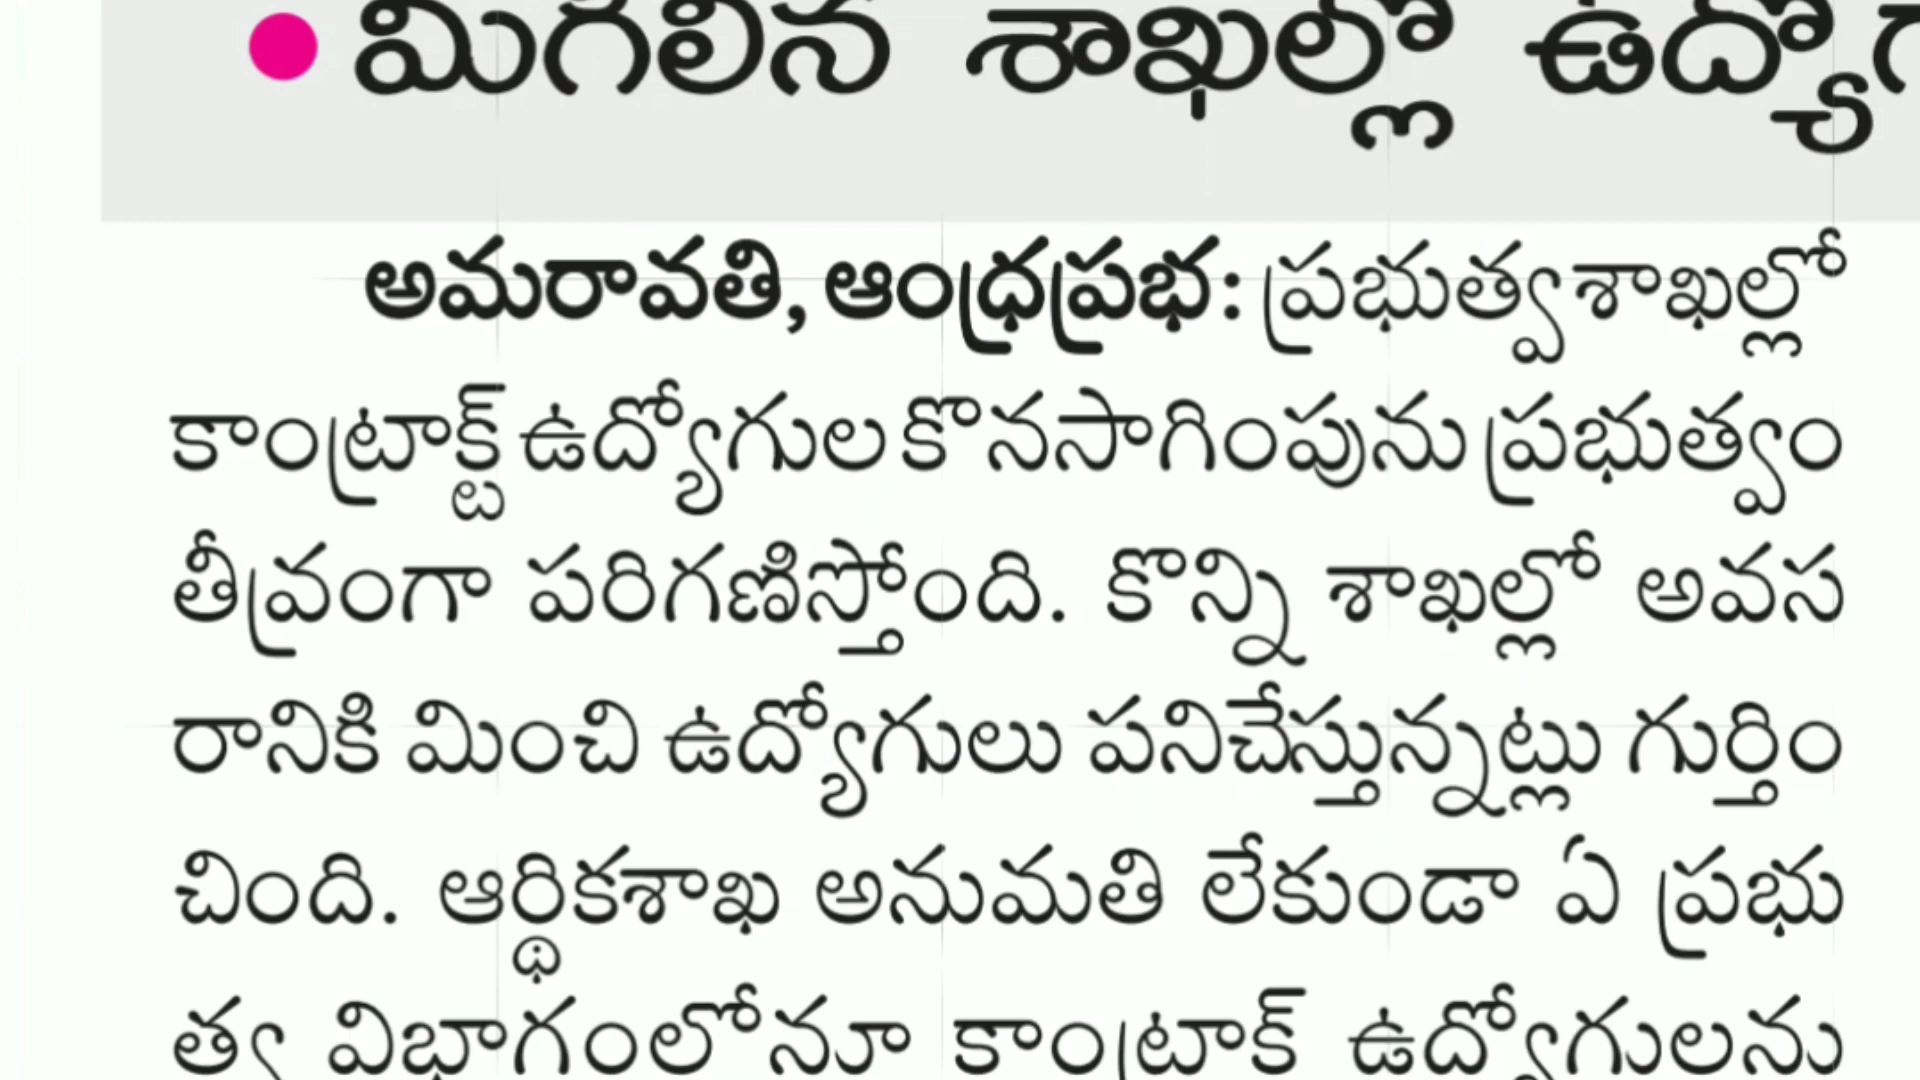 మిగిలిన శాఖల్లో
అమరావతి, ఆంధ్రప్రభ: ప్రభుత్వశాఖల్లో
కాంట్రాక్ట్ ఉద్యోగుల కొనసాగింపును ప్రభుత్వం
తీవ్రంగా పరిగణిస్తోంది. కొన్ని శాఖల్లో అవస
రానికి మించి ఉద్యోగులు పనిచేస్తున్నట్లు గుర్తిం
చింది. ఆర్థికశాఖ అనుమతి లేకుండా ఏ ప్రభు
త్వ విభాగంలోనూ కాంట్రాక్ ఉద్యోగులను